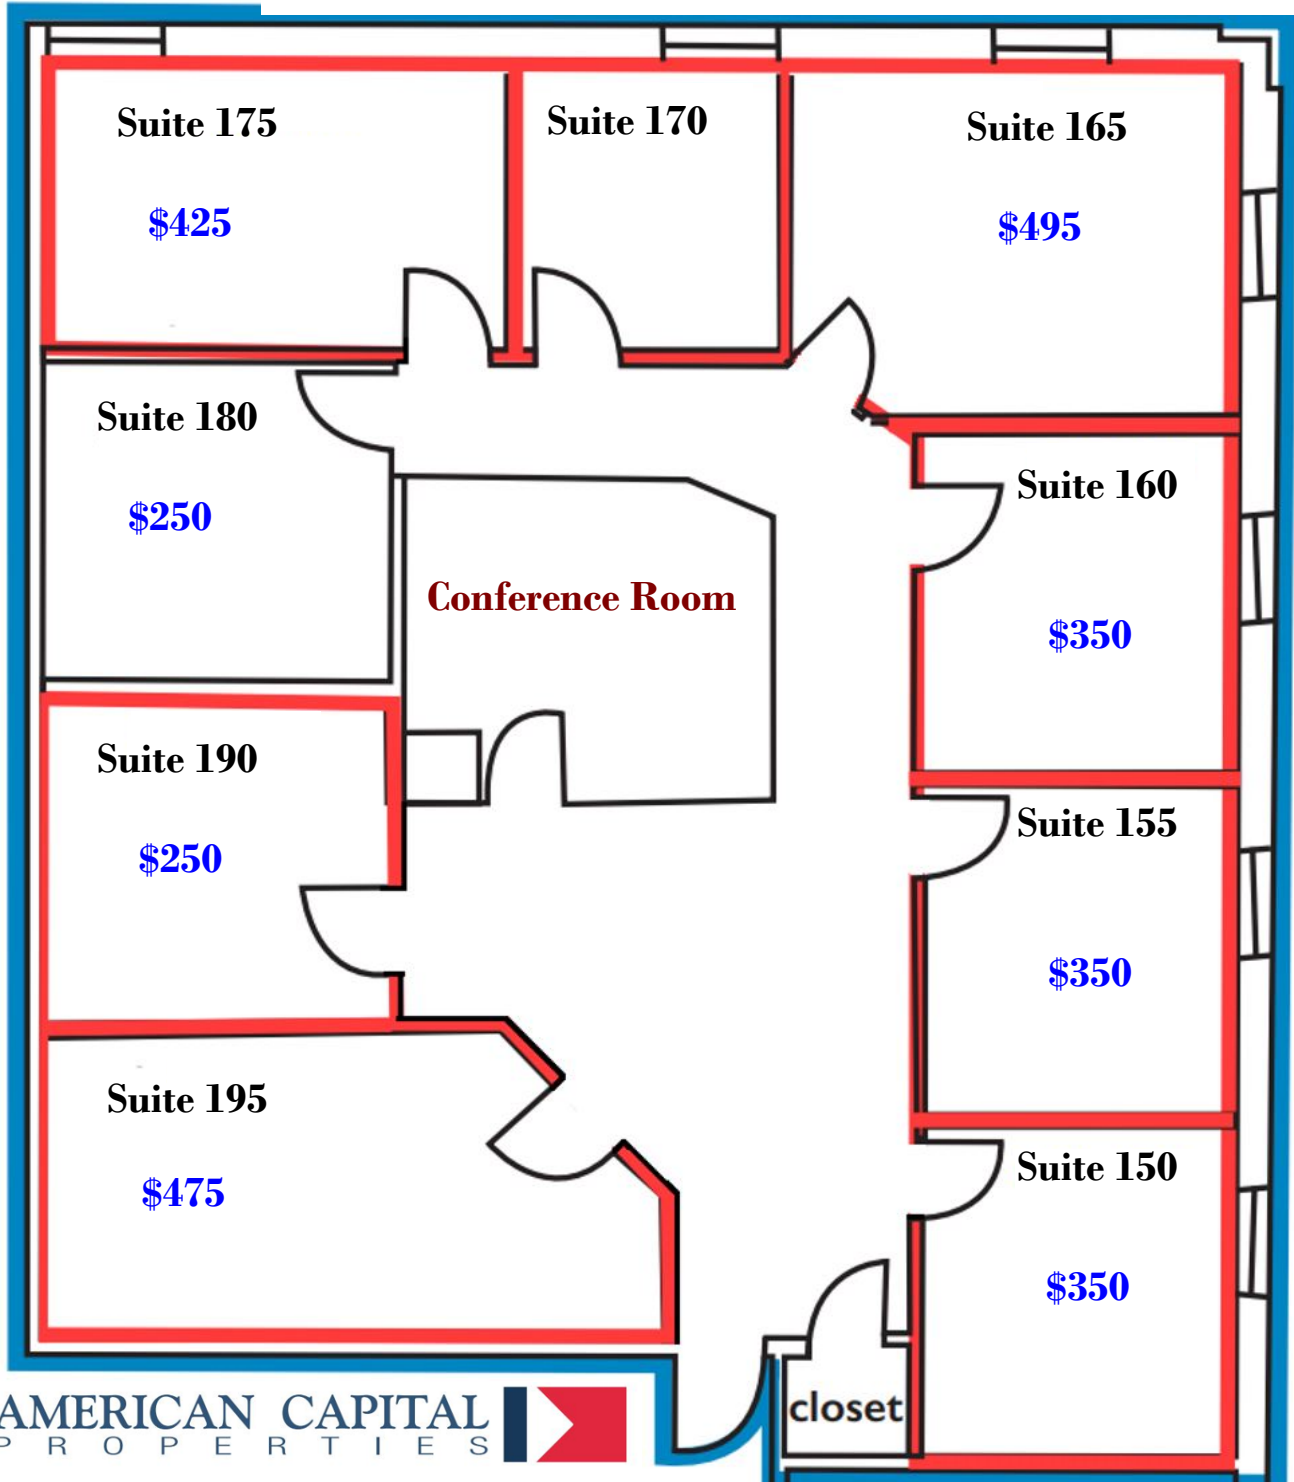 Suite 175
$425
Suite 170
Suite 165
$495
Suite 180
$250
Suite 160
$350
Conference Room
Suite 190
$250
Suite 155
$350
Suite 195
$475
Suite 150
$350
closet
AMERICAN CAPITAL
PROPERTIES